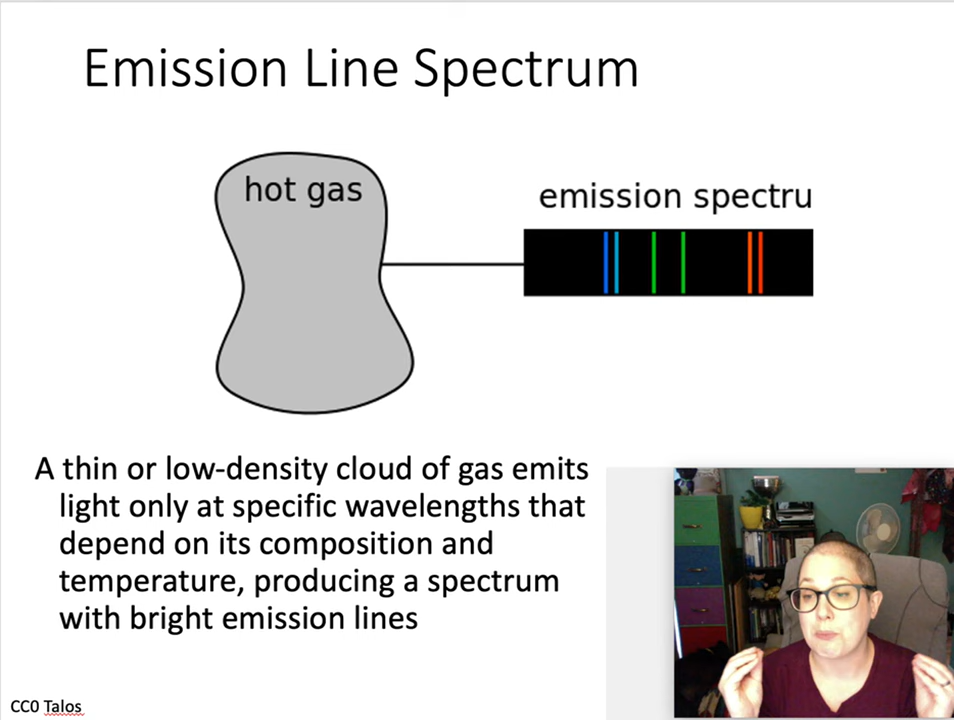 Emission Line Spectrum
hot gas
emission spectru
A thin or low-density cloud of gas emits
light only at specific wavelengths that
depend on its composition and
temperature, producing a spectrum
with bright emission lines
CC0 Talos